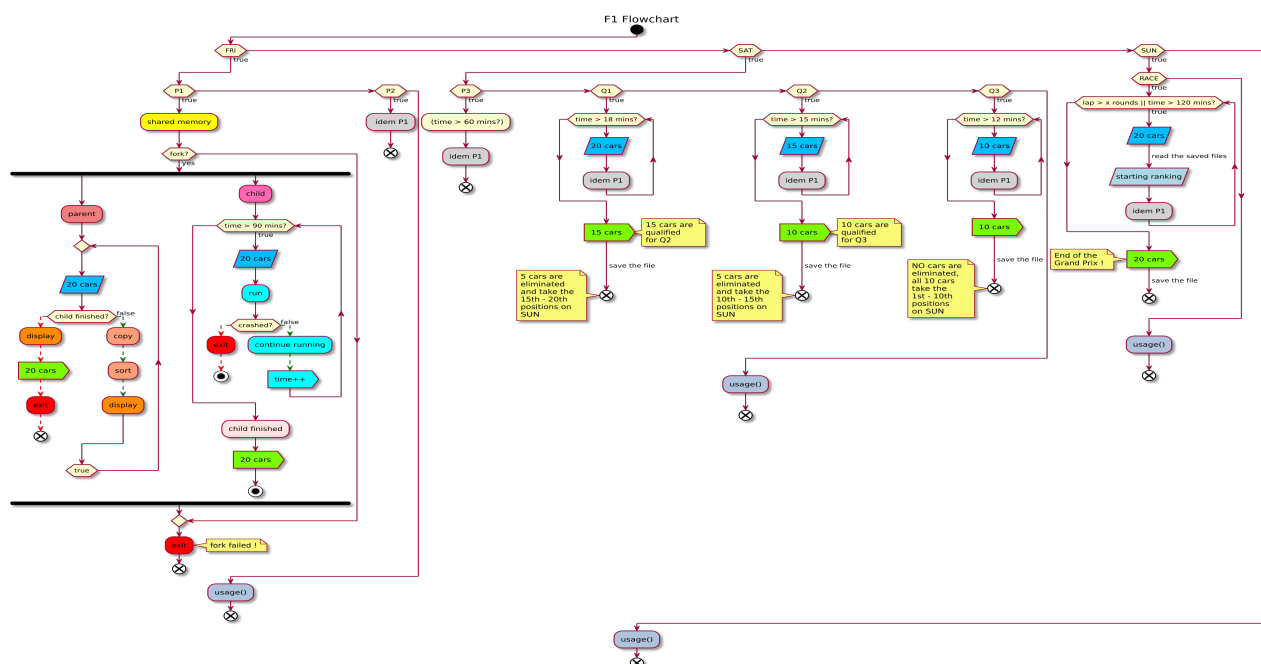 F1 Flowchart
FRI
true
SAT
true
SUN
true
P1
true
P2
true
P3
true
Q1
true
Q2
true
Q3
true
RACE
true
shared memory
idem P1
(time > 60 mins?)
time > 18 mins?
time > 15 mins?
time > 12 mins?
lap > x rounds || time > 120 mins?
true
fork?
yes
idem P1
20 cars
15 cars
10 cars
20 cars
read the saved files
idem P1
idem P1
idem P1
starting ranking
idem P1
child
parent
time > 90 mins?
true
20 cars
20 cars
run
child finished?
false
crashed?
false
display
copy
exit
continue running
20 cars
sort
time++
exit
display
child finished
true
20 cars
exit
fork failed !
usage()
15 cars
15 cars are
qualified
for Q2
save the file
5 cars are
eliminated
and take the
15th - 20th
positions on
SUN
10 cars
10 cars are
qualified
for Q3
save the file
5 cars are
eliminated
and take the
10th - 15th
positions on
SUN
10 cars
save the file
NO cars are
eliminated,
all 10 cars
take the
1st - 10th
positions
on SUN
usage()
20 cars
End of the
Grand Prix !
save the file
usage()
usage()